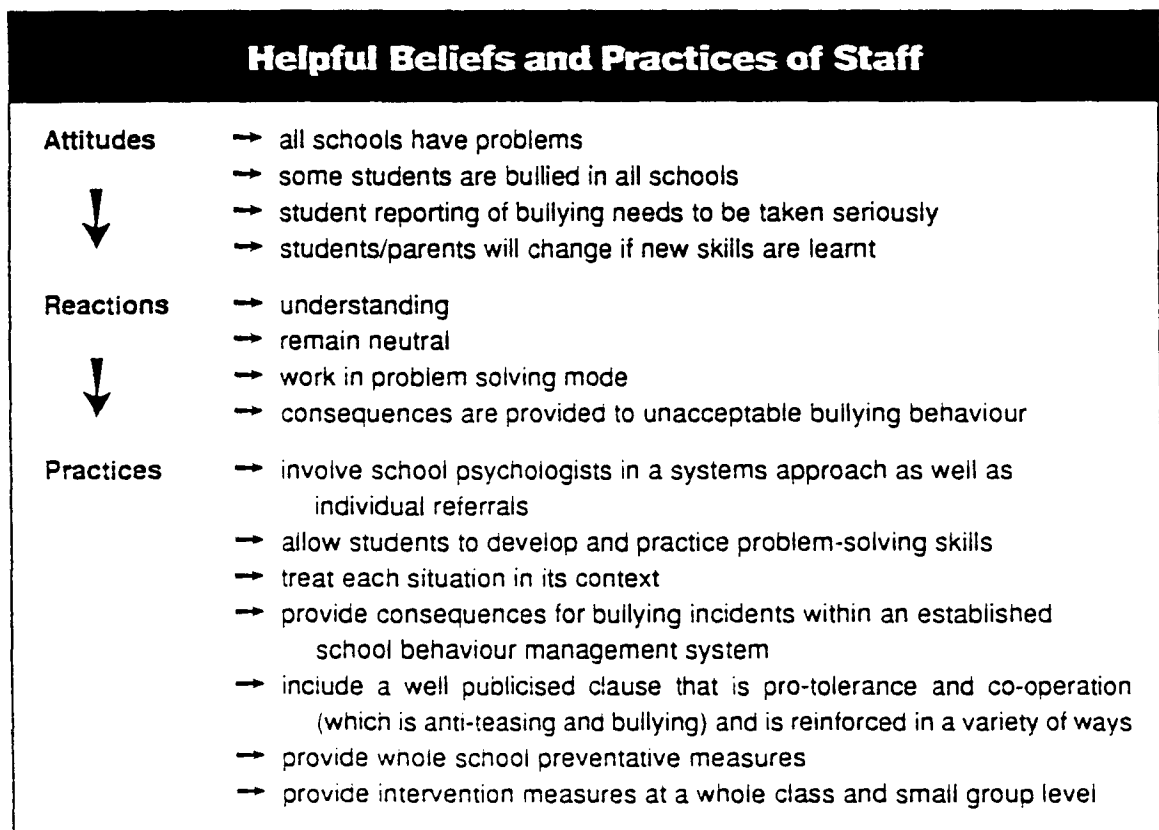 Helpful Beliefs and Practices of Staff
Attitudes → all schools have problems
→ some students are bullied in all schools
→ student reporting of bullying needs to be taken seriously
→ students/parents will change if new skills are learnt
Reactions → understanding
→ remain neutral
→ work in problem solving mode
→ consequences are provided to unacceptable bullying behaviour
Practices → involve school psychologists in a systems approach as well as
individual referrals
→ allow students to develop and practice problem-solving skills
→ treat each situation in its context
→ provide consequences for bullying incidents within an established
school behaviour management system
→ include a well publicised clause that is pro-tolerance and co-operation
(which is anti-teasing and bullying) and is reinforced in a variety of ways
→ provide whole school preventative measures
→ provide intervention measures at a whole class and small group level